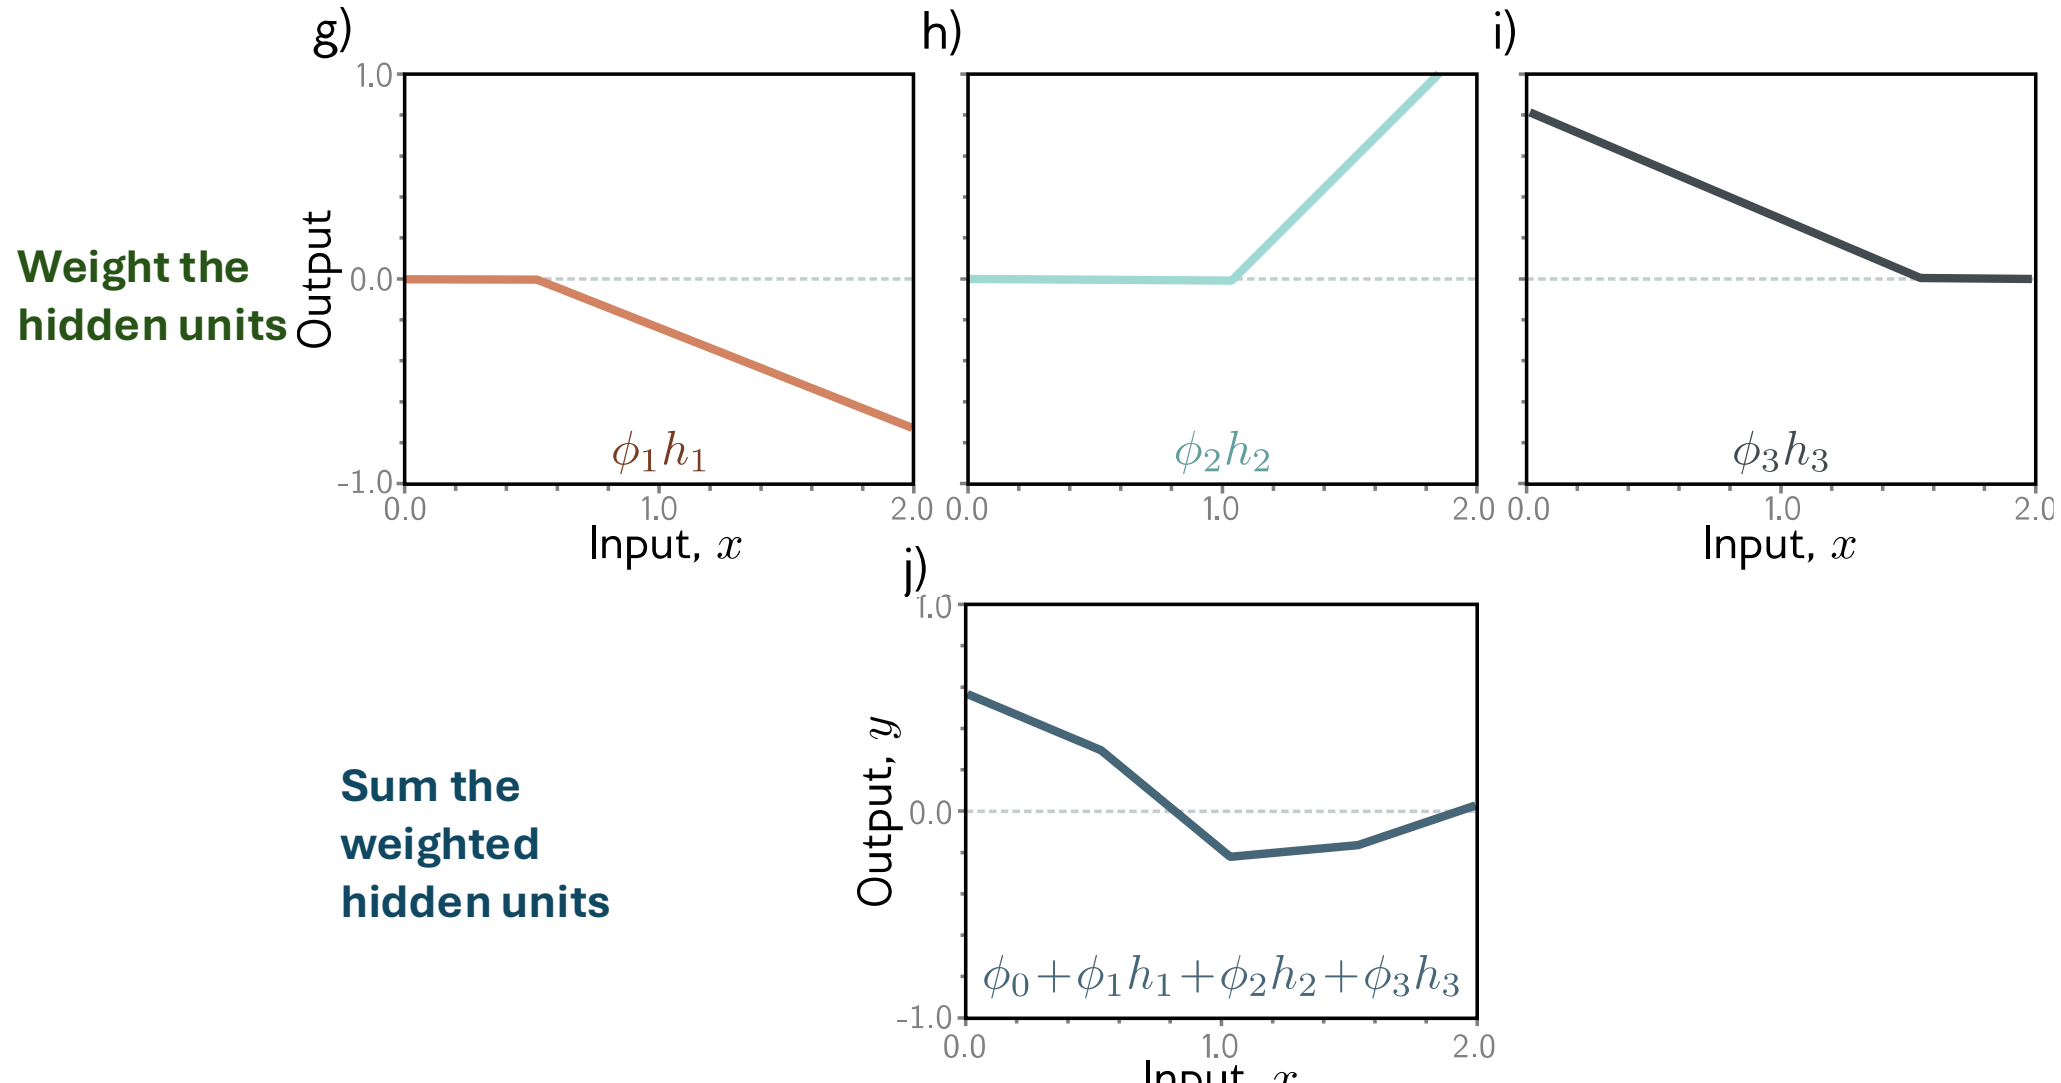 g)
h)
i)
1.0
0.0
-1.0
Output
Weight the
hidden units
ϕ₁h₁
ϕ₂h₂
ϕ₃h₃
0.0 1.0 2.0
0.0 1.0 2.0
0.0 1.0 2.0
Input, x
Input, x
j)
1.0
0.0
-1.0
Output, y
Sum the
weighted
hidden units
ϕ₀+ϕ₁h₁+ϕ₂h₂+ϕ₃h₃
0.0 1.0 2.0
Input, x